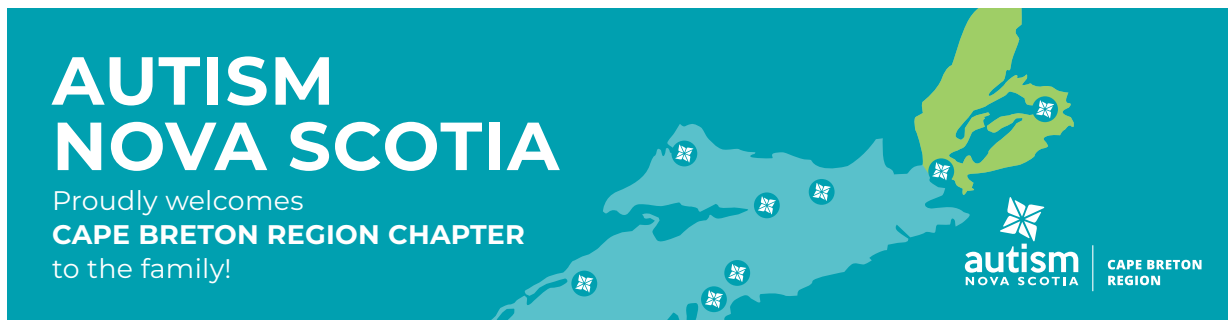 AUTISM
NOVA SCOTIA
Proudly welcomes
CAPE BRETON REGION CHAPTER
to the family!
autism
NOVA SCOTIA
CAPE BRETON
REGION